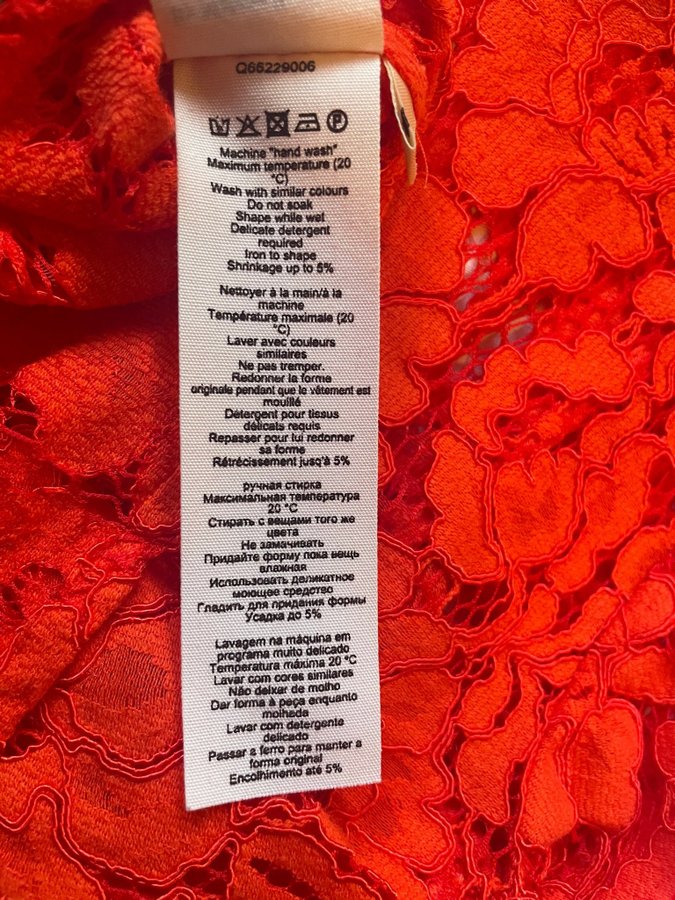 Q66229006
Machine "hand wash"
Maximum temperature (20
°C)
Wash with similar colours
Do not soak
Shape while wet
Delicate detergent
required
Iron to shape
Shrinkage up to 5%
Nettoyer à la main/à la
machine
Température maximale (20
°C)
Laver avec couleurs
similaires
Ne pas tremper.
Redonner la forme
originale pendant que le vêtement est
mouillé
Détergent pour tissus
délicats requis
Repasser pour lui redonner
sa forme
Rétrécissement jusqu'à 5%
ручная стирка
Максимальная температура
20 °C
Стирать с вещами того же
цвета
Не замачивать
Придайте форму пока вещь
влажная
Использовать деликатное
моющее средство
Гладить для придания формы
Усадка до 5%
Lavagem na máquina em
programa muito delicado
Temperatura máxima 20 °C
Lavar com cores similares
Não deixar de molho
Dar forma à peça enquanto
molhada
Lavar com detergente
delicado
Passar a ferro para manter a
forma original
Encolhimento até 5%